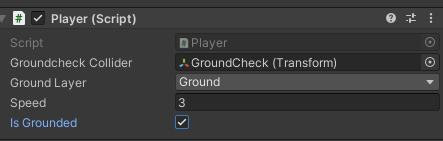 # Player (Script)
Script # Player
Groundcheck Collider GroundCheck (Transform)
Ground Layer Ground
Speed 3
Is Grounded